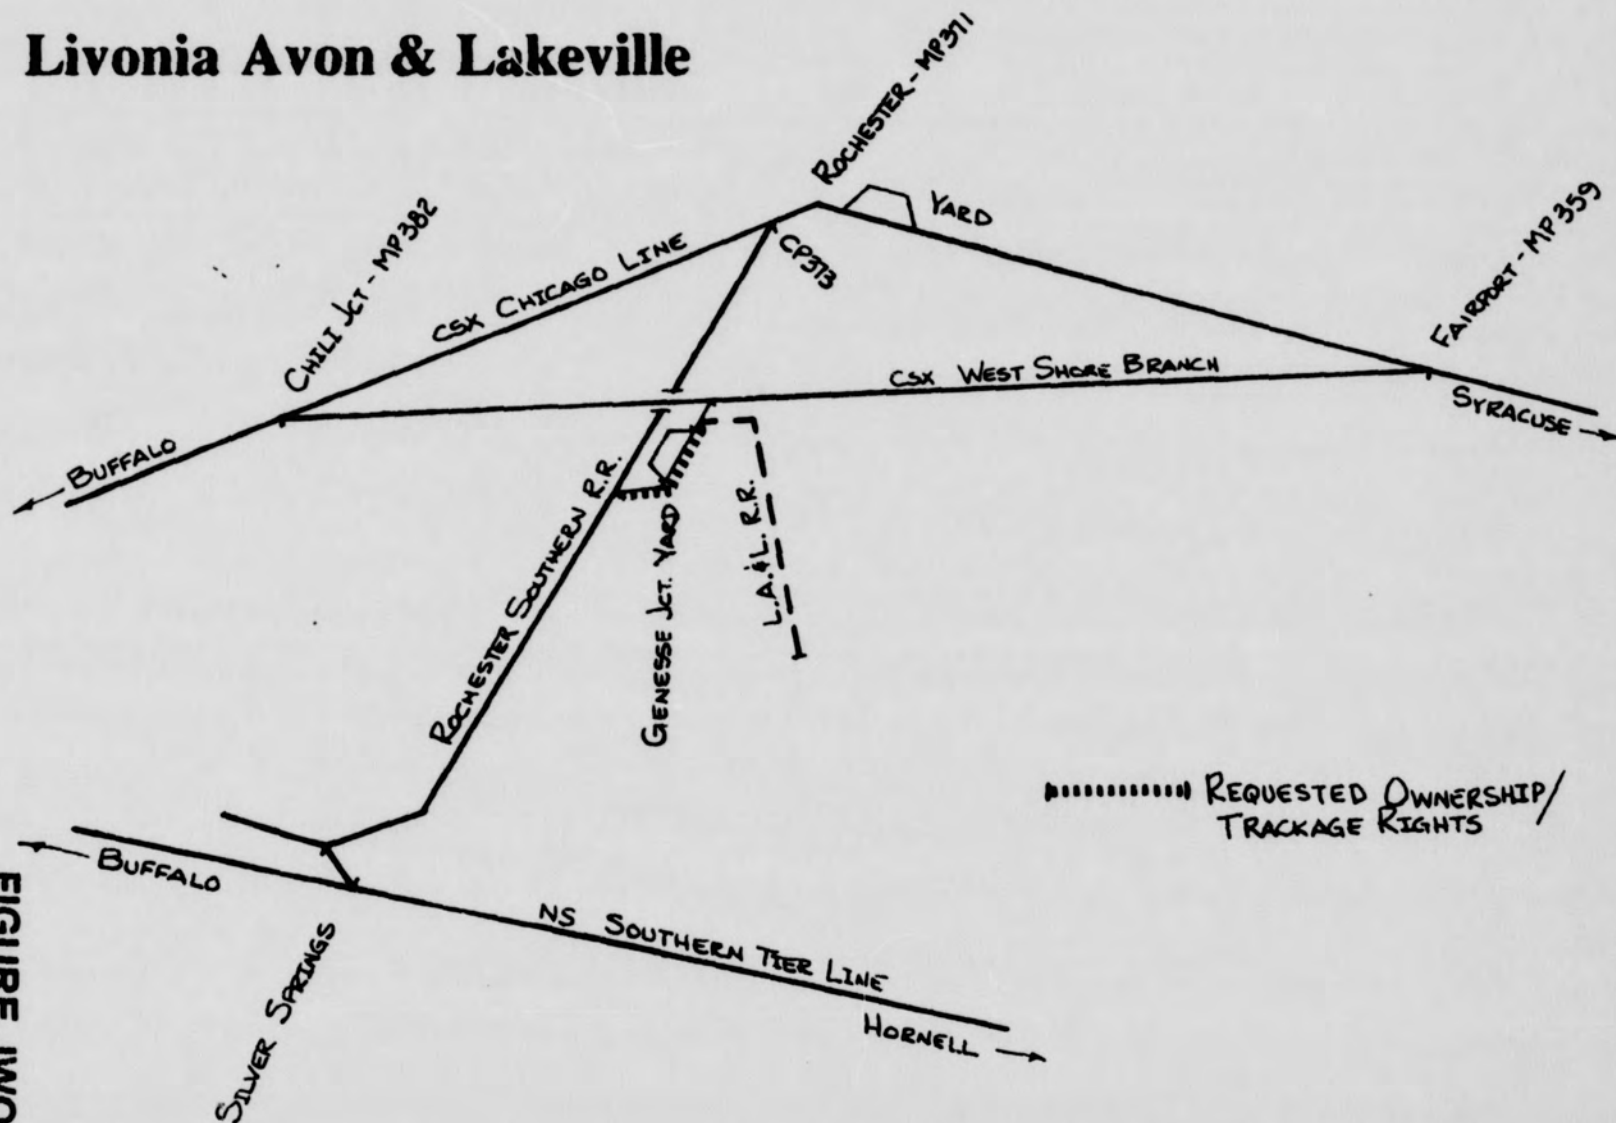 Livonia Avon & Lakeville
ROCHESTER - MP371
YARD
CHILI JCT - MP382
CSX CHICAGO LINE
CP373
FAIRPORT - MP359
CSX WEST SHORE BRANCH
SYRACUSE
BUFFALO
ROCHESTER SOUTHERN R.R.
GENESSE JCT. YARD
L.A.&L. R.R.
REQUESTED OWNERSHIP/
TRACKAGE RIGHTS
BUFFALO
NS SOUTHERN TIER LINE
HORNELL
SILVER SPRINGS
FIGURE TWO